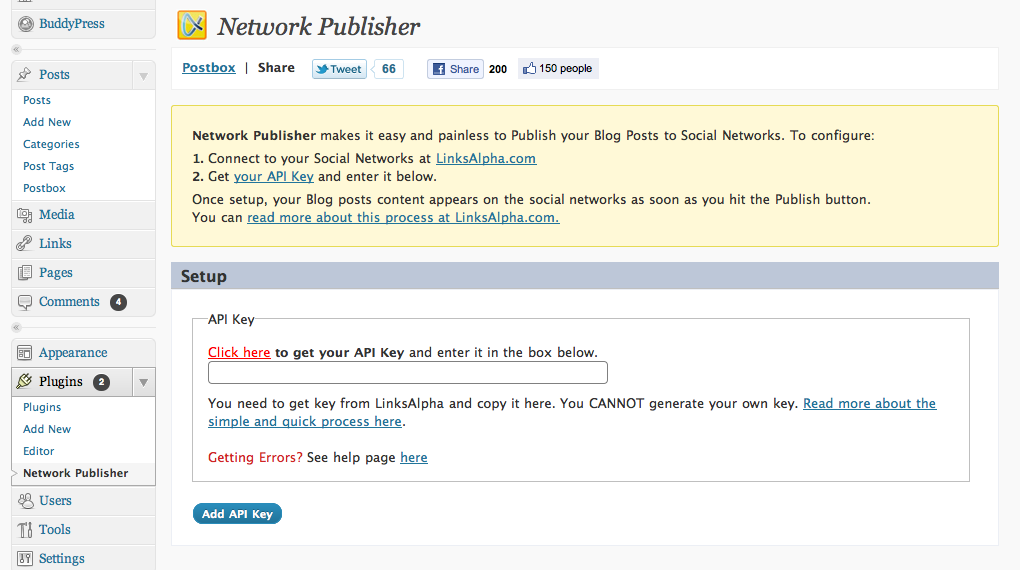 BuddyPress
Posts
Posts
Add New
Categories
Post Tags
Postbox
Media
Links
Pages
Comments 4
Appearance
Plugins 2
Plugins
Add New
Editor
Network Publisher
Users
Tools
Settings
Network Publisher
Postbox | Share Tweet 66 Share 200 150 people
Network Publisher makes it easy and painless to Publish your Blog Posts to Social Networks. To configure:
1. Connect to your Social Networks at LinksAlpha.com
2. Get your API Key and enter it below.
Once setup, your Blog posts content appears on the social networks as soon as you hit the Publish button.
You can read more about this process at LinksAlpha.com.
Setup
API Key
Click here to get your API Key and enter it in the box below.
You need to get key from LinksAlpha and copy it here. You CANNOT generate your own key. Read more about the
simple and quick process here.
Getting Errors? See help page here
Add API Key